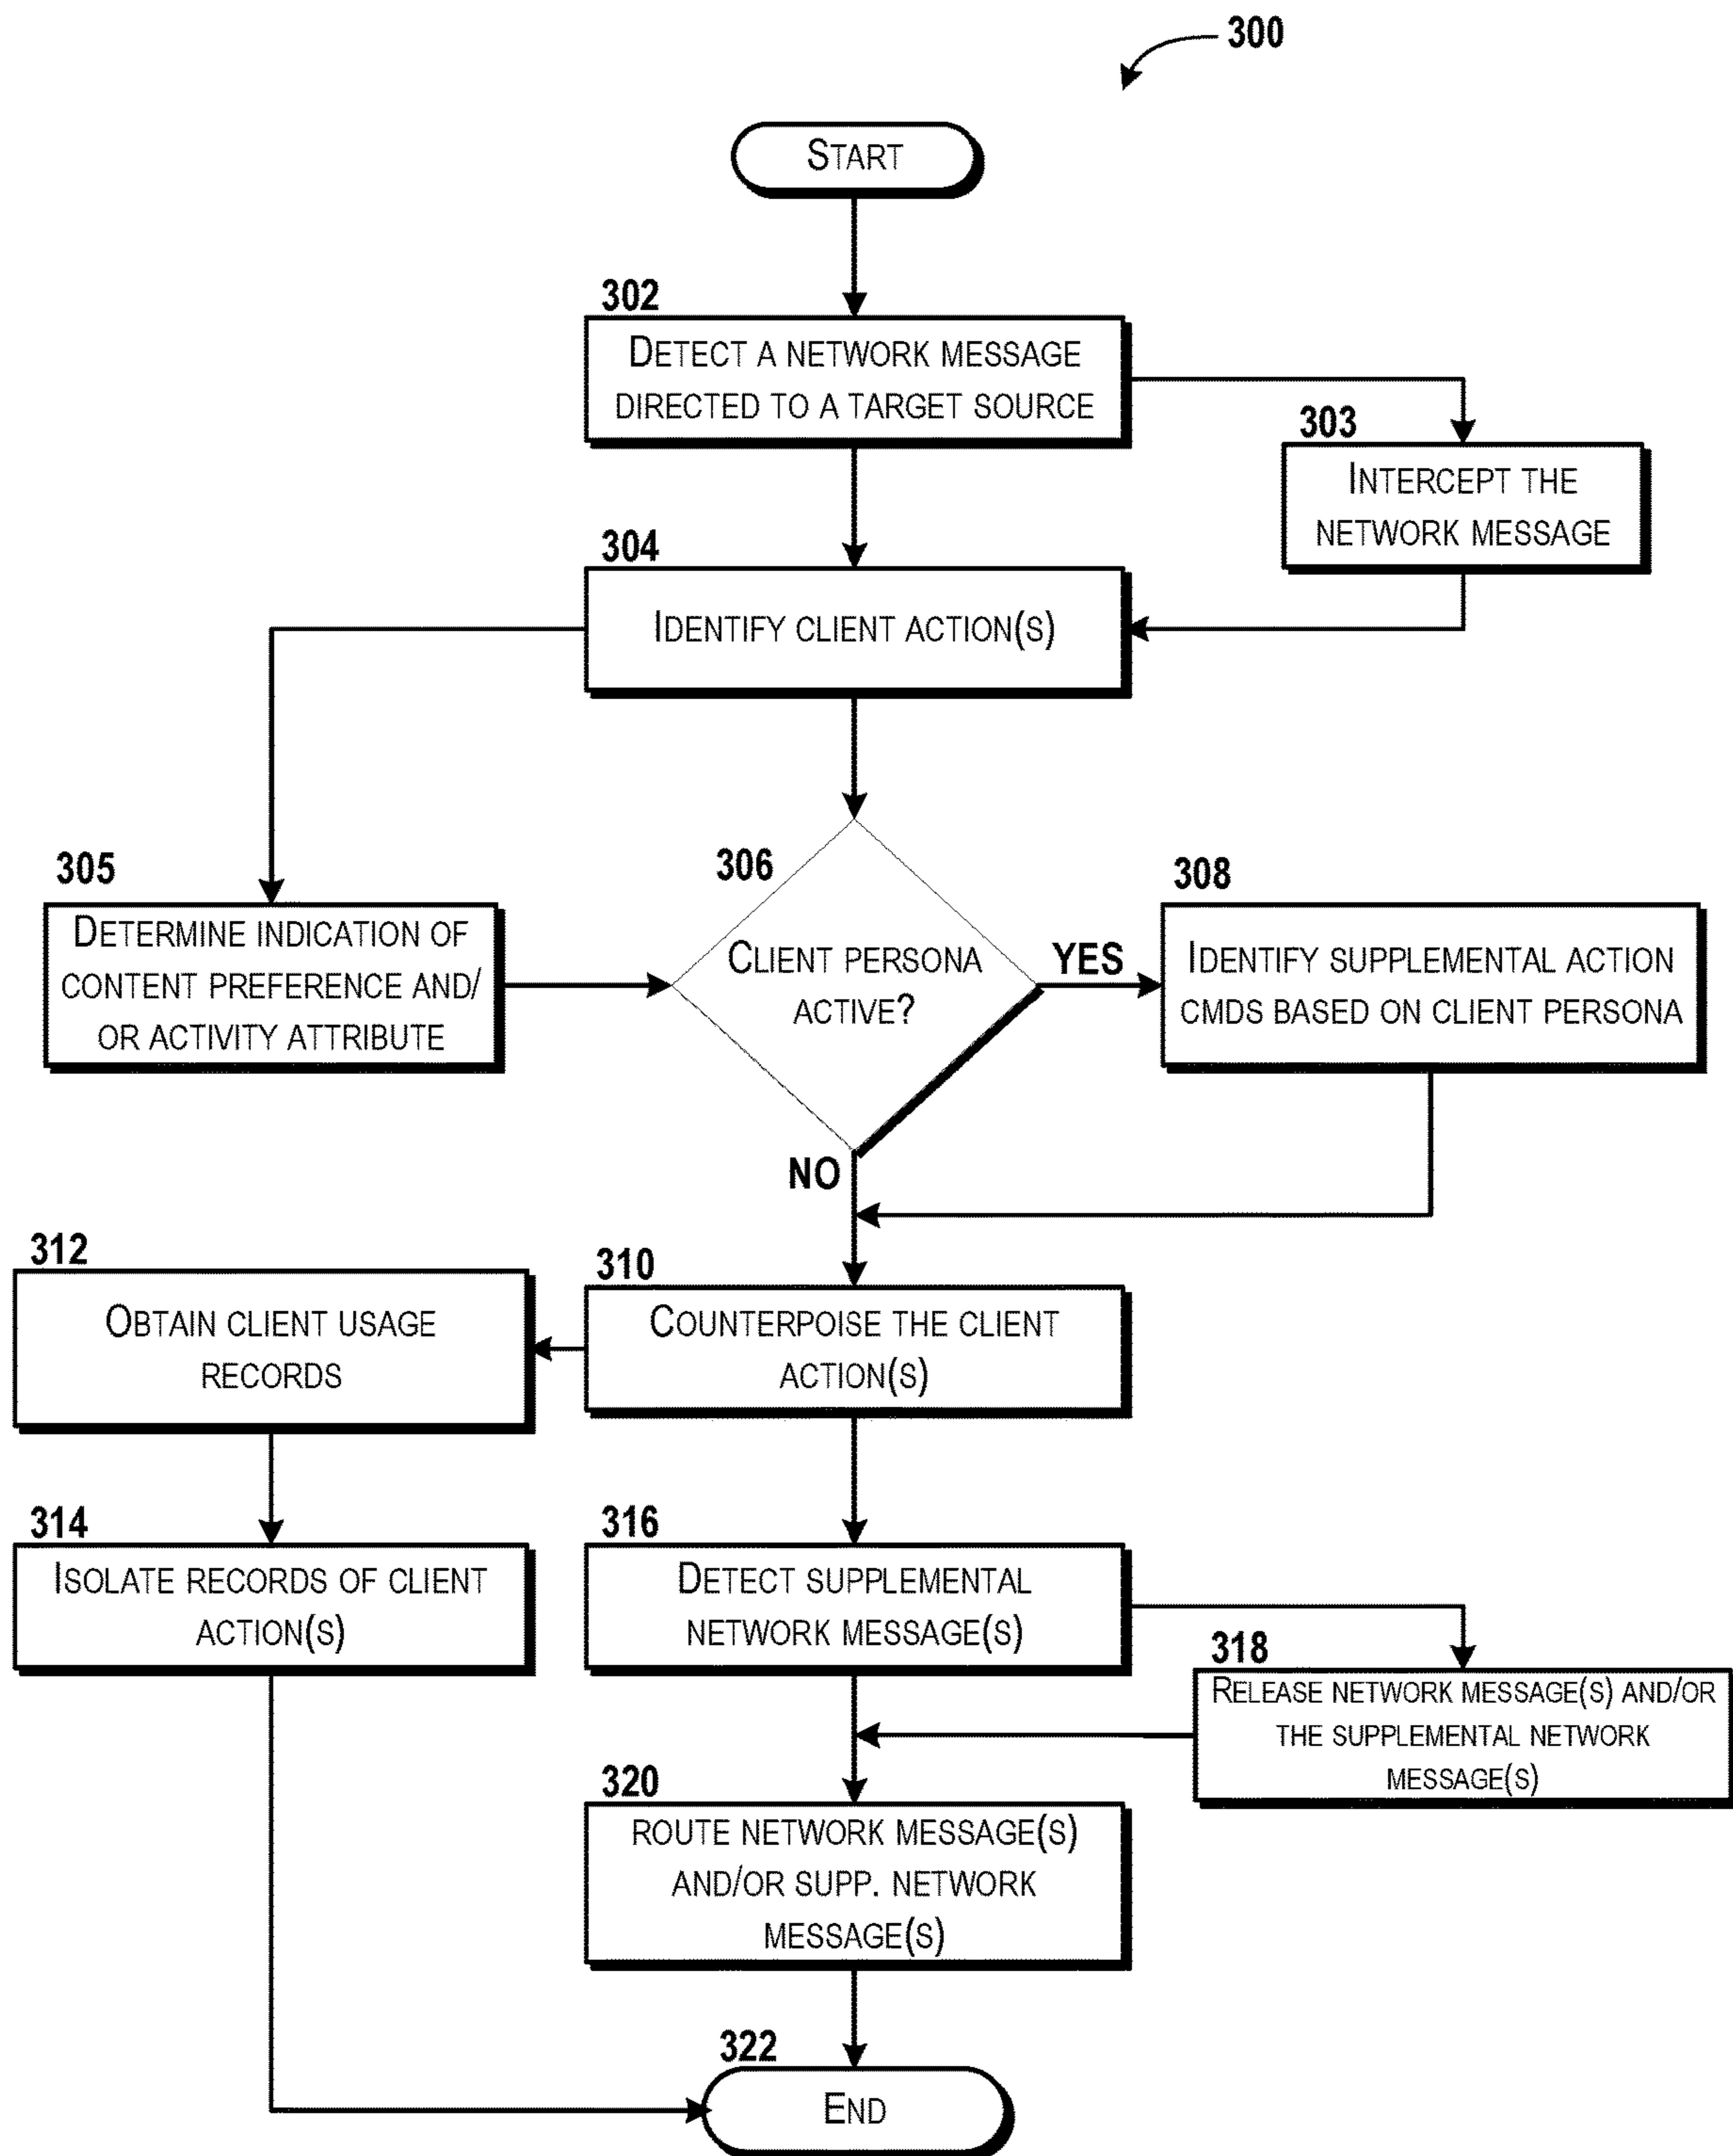 300
START
302
DETECT A NETWORK MESSAGE
DIRECTED TO A TARGET SOURCE
303
INTERCEPT THE
NETWORK MESSAGE
304
IDENTIFY CLIENT ACTION(S)
305
DETERMINE INDICATION OF
CONTENT PREFERENCE AND/
OR ACTIVITY ATTRIBUTE
306
CLIENT PERSONA
ACTIVE?
YES
NO
308
IDENTIFY SUPPLEMENTAL ACTION
CMDS BASED ON CLIENT PERSONA
310
COUNTERPOISE THE CLIENT
ACTION(S)
312
OBTAIN CLIENT USAGE
RECORDS
314
ISOLATE RECORDS OF CLIENT
ACTION(S)
316
DETECT SUPPLEMENTAL
NETWORK MESSAGE(S)
318
RELEASE NETWORK MESSAGE(S) AND/OR
THE SUPPLEMENTAL NETWORK
MESSAGE(S)
320
ROUTE NETWORK MESSAGE(S)
AND/OR SUPP. NETWORK
MESSAGE(S)
322
END